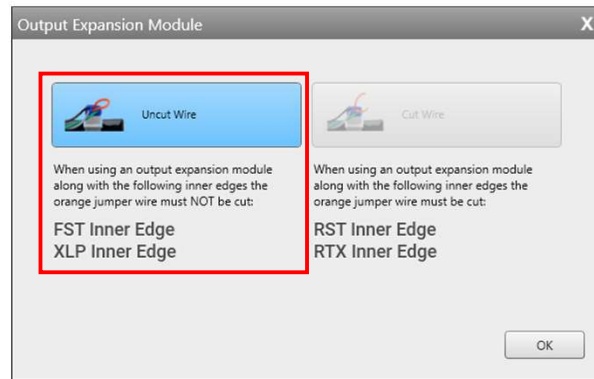 Output Expansion Module
X
Uncut Wire
When using an output expansion module
along with the following inner edges the
orange jumper wire must NOT be cut:
FST Inner Edge
XLP Inner Edge
Cut Wire
When using an output expansion module
along with the following inner edges the
orange jumper wire must be cut:
RST Inner Edge
RTX Inner Edge
OK